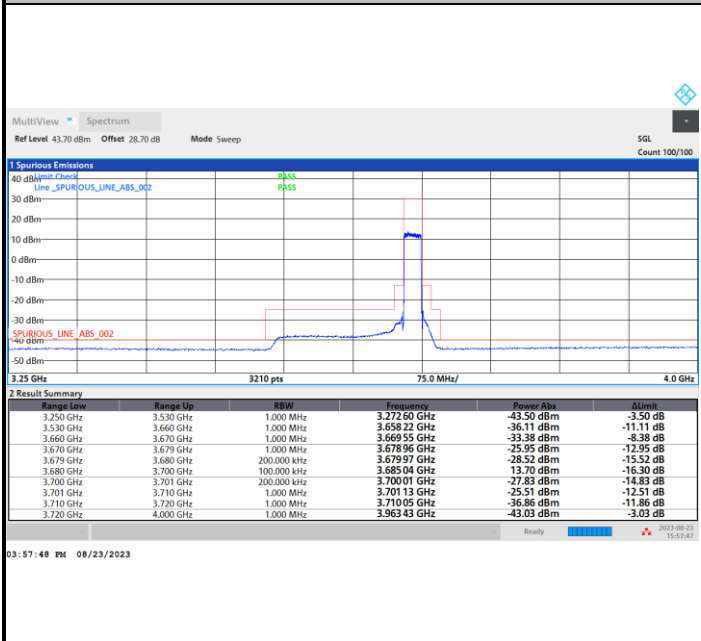 MultiView Spectrum
Ref Level 43.70 dBm Offset 28.70 dB Mode Sweep SGL
Count 100/100
1 Spurious Emissions
40 dBm Limit Check PASS
Line _SPURIOUS_LINE_ABS_002 PASS
30 dBm
20 dBm
10 dBm
0 dBm
-10 dBm
-20 dBm
-30 dBm
SPURIOUS_LINE_ABS_002
-40 dBm
-50 dBm
3.25 GHz 3210 pts 75.0 MHz/ 4.0 GHz
2 Result Summary
Range Low Range Up RBW Frequency Power Abs ΔLimit
3.250 GHz 3.530 GHz 1.000 MHz 3.272 60 GHz -43.50 dBm -3.50 dB
3.530 GHz 3.660 GHz 1.000 MHz 3.658 22 GHz -36.11 dBm -11.11 dB
3.660 GHz 3.670 GHz 1.000 MHz 3.669 55 GHz -33.38 dBm -8.38 dB
3.670 GHz 3.679 GHz 1.000 MHz 3.678 96 GHz -25.95 dBm -12.95 dB
3.679 GHz 3.680 GHz 200.000 kHz 3.679 97 GHz -28.52 dBm -15.52 dB
3.680 GHz 3.700 GHz 100.000 kHz 3.685 04 GHz 13.70 dBm -16.30 dB
3.700 GHz 3.701 GHz 200.000 kHz 3.700 01 GHz -27.83 dBm -14.83 dB
3.701 GHz 3.710 GHz 1.000 MHz 3.701 13 GHz -25.51 dBm -12.51 dB
3.710 GHz 3.720 GHz 1.000 MHz 3.710 05 GHz -36.86 dBm -11.86 dB
3.720 GHz 4.000 GHz 1.000 MHz 3.963 43 GHz -43.03 dBm -3.03 dB
Ready 2023-08-23
15:57:47
03:57:48 PM 08/23/2023